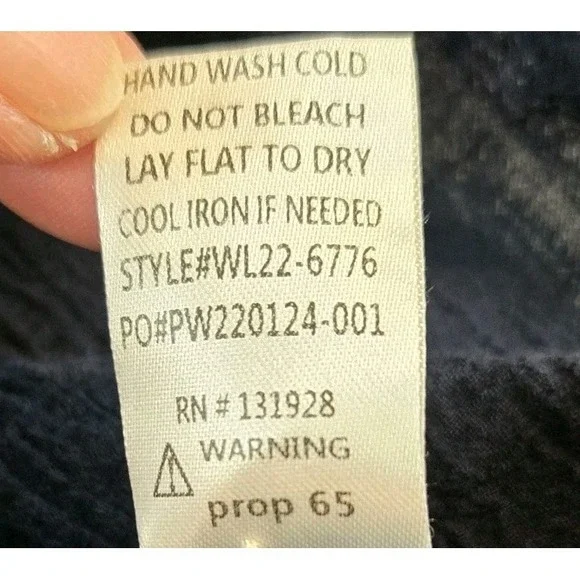 HAND WASH COLD
DO NOT BLEACH
LAY FLAT TO DRY
COOL IRON IF NEEDED
STYLE#WL22-6776
PO#PW220124-001
RN # 131928
WARNING
prop 65